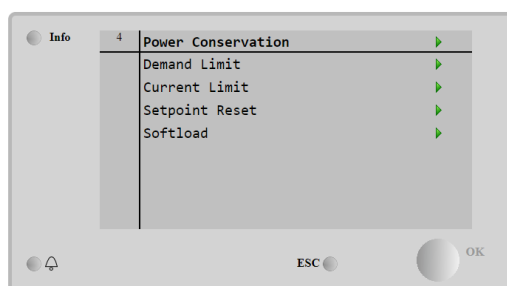 Info
4 Power Conservation
Demand Limit
Current Limit
Setpoint Reset
Softload
ESC
OK